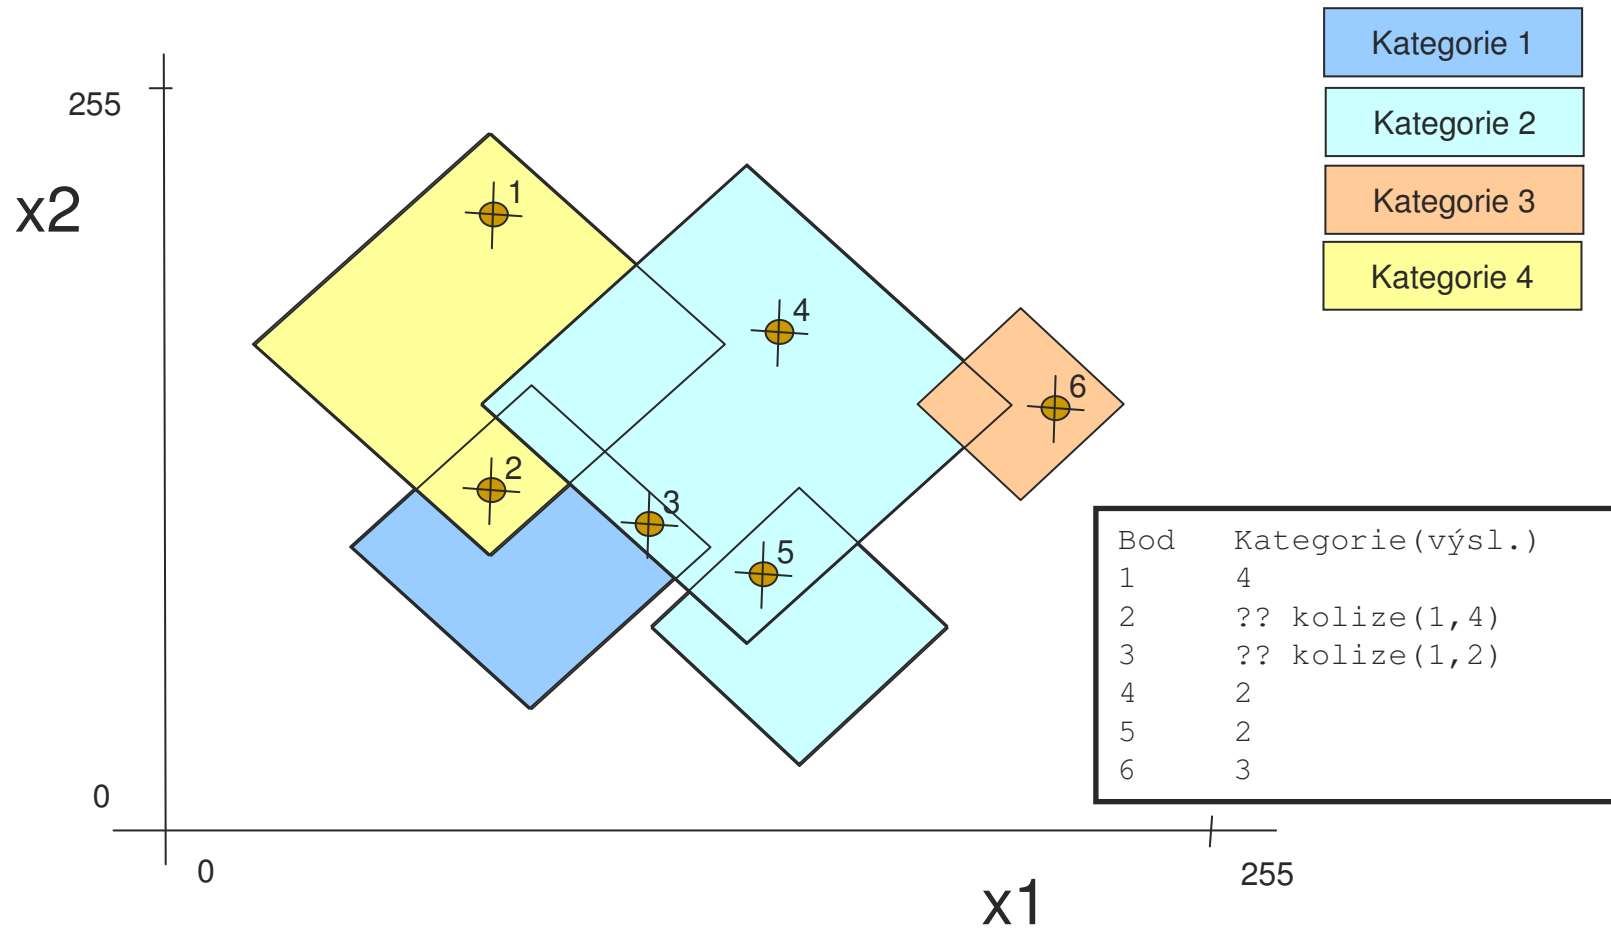 Kategorie 1
Kategorie 2
Kategorie 3
Kategorie 4
255
x2
1
4
6
2
3
5
Bod Kategorie(výsl.)
1 4
2 ?? kolize(1,4)
3 ?? kolize(1,2)
4 2
5 2
6 3
0
0
255
x1